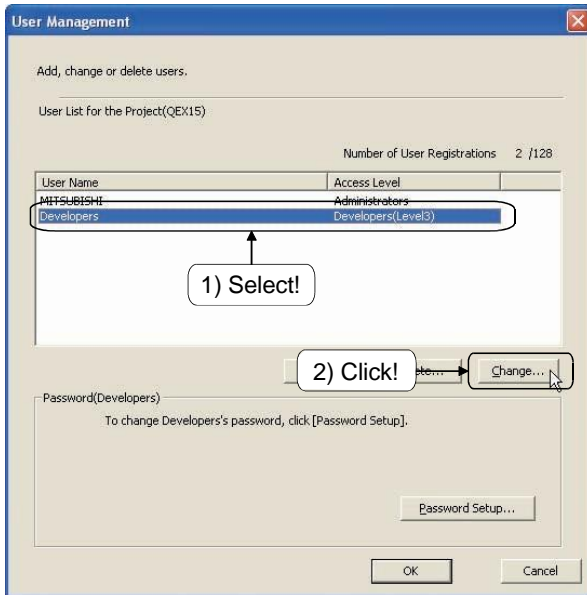 User Management
Add, change or delete users.
User List for the Project(QEX15)
Number of User Registrations 2 /128
User Name Access Level
MITSUBISHI Administrators
Developers Developers(Level3)
1) Select!
2) Click!
Change...
Password(Developers)
To change Developers's password, click [Password Setup].
Password Setup...
OK Cancel